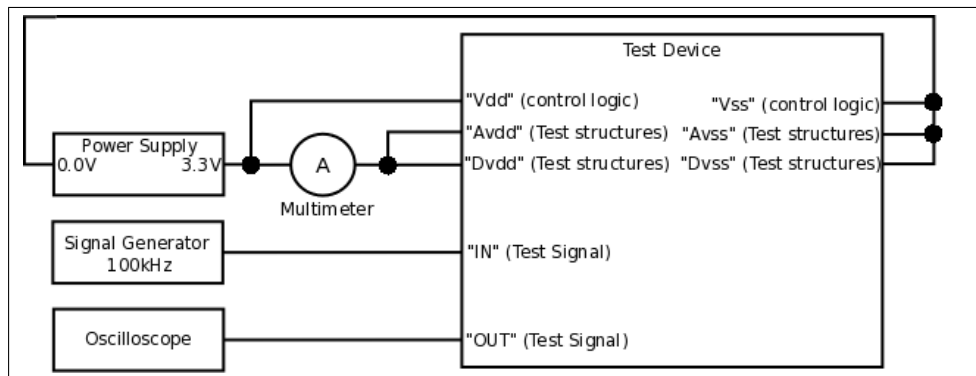 Test Device
"Vdd" (control logic)
"Vss" (control logic)
"Avdd" (Test structures)
"Avss" (Test structures)
Power Supply
0.0V
3.3V
A
"Dvdd" (Test structures)
"Dvss" (Test structures)
Multimeter
Signal Generator
100kHz
"IN" (Test Signal)
Oscilloscope
"OUT" (Test Signal)